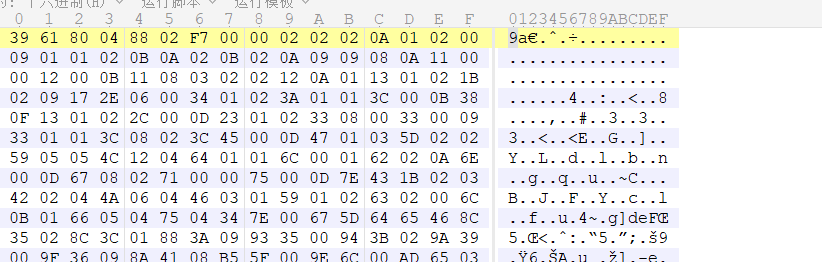 十六进制(H) 运行脚本 运行模板
0 1 2 3 4 5 6 7 8 9 A B C D E F 0123456789ABCDEF
39 61 80 04 88 02 F7 00 00 02 02 02 0A 01 02 00 9a€.ˆ.÷.........
09 01 01 02 0B 0A 02 0B 02 0A 09 09 08 0A 11 00 ................
00 12 00 0B 11 08 03 02 02 12 0A 01 13 01 02 1B ................
02 09 17 2E 06 00 34 01 02 3A 01 01 3C 00 0B 38 ......4..:..<..8
0F 13 01 02 2C 00 0D 23 01 02 33 08 00 33 00 09 ....,..#..3..3..
33 01 01 3C 08 02 3C 45 00 0D 47 01 03 5D 02 02 3..<..<E..G..]..
59 05 05 4C 12 04 64 01 01 6C 00 01 62 02 0A 6E Y..L..d..l..b..n
00 0D 67 08 02 71 00 00 75 00 0D 7E 43 1B 02 03 ..g..q..u..~C...
42 02 04 4A 06 04 46 03 01 59 01 02 63 02 00 6C B..J..F..Y..c..l
0B 01 66 05 04 75 04 34 7E 00 67 5D 64 65 46 8C ..f..u.4~.g]deFŒ
35 02 8C 3C 01 88 3A 09 93 35 00 94 3B 02 9A 39 5.Œ<.ˆ:.“5.”;.š9
00 9F 36 09 8A 41 08 B5 5F 00 9E 6C 00 AD 65 03